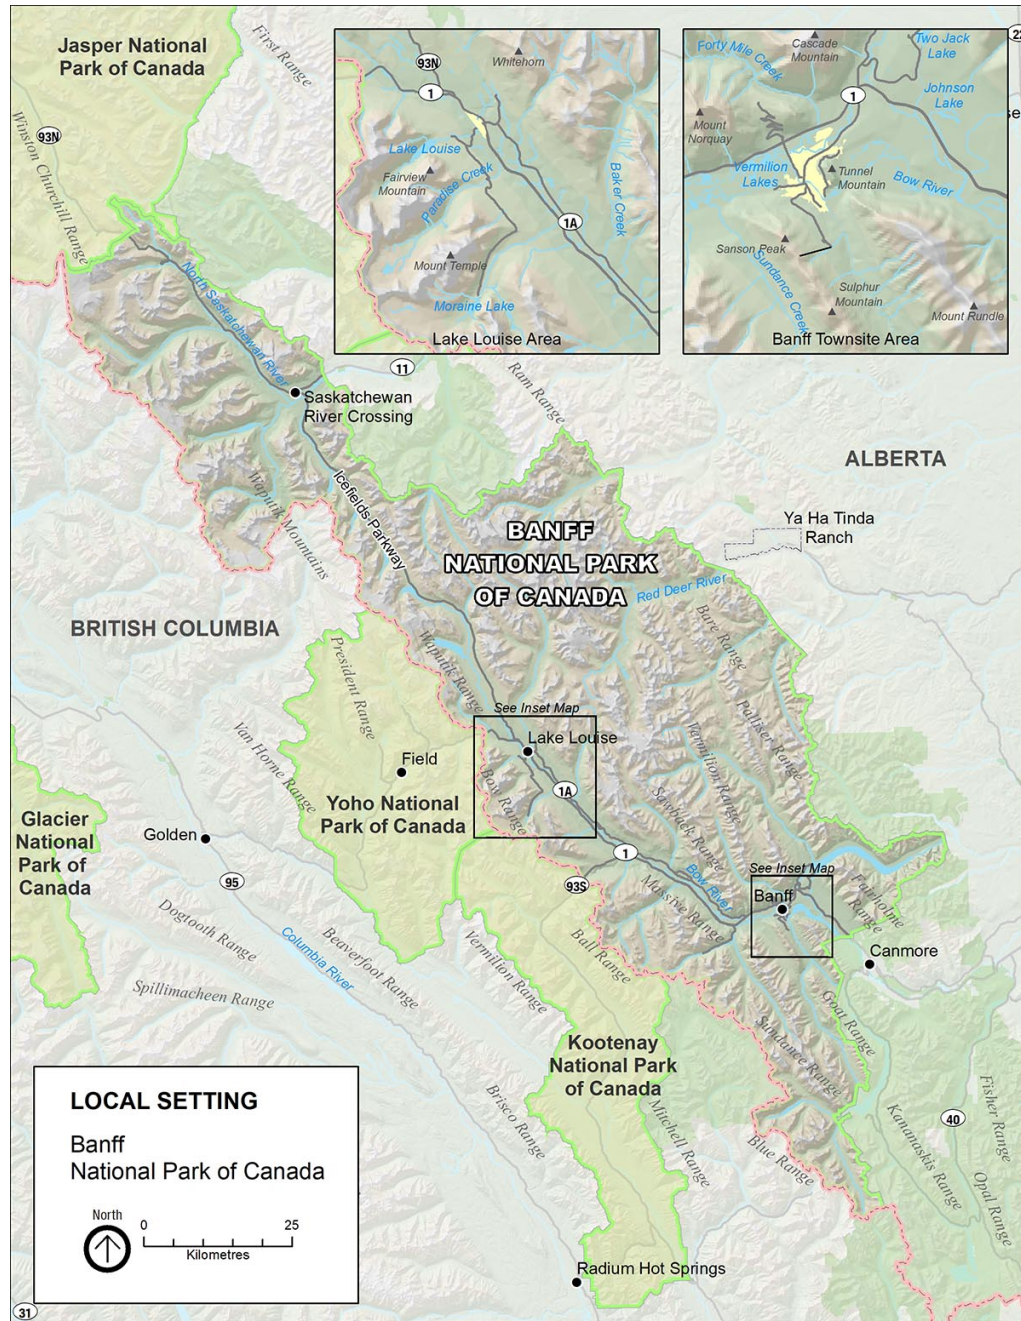 Jasper National
Park of Canada
First Range
93N
Winston Churchill Range
93N
1
Whitehorn
Lake Louise
Fairview
Mountain
Paradise Creek
Baker Creek
1A
Mount Temple
Moraine Lake
Lake Louise Area
Forty Mile Creek
Cascade
Mountain
Two Jack
Lake
1
Johnson
Lake
Mount
Norquay
Vermilion
Lakes
Tunnel
Mountain
Bow River
Sanson Peak
Sundance Creek
Sulphur
Mountain
Mount Rundle
Banff Townsite Area
se
North Saskatchewan River
11
Saskatchewan
River Crossing
Ram Range
ALBERTA
Icefields Parkway
Waputik Mountains
BANFF
NATIONAL PARK
OF CANADA
Ya Ha Tinda
Ranch
Red Deer River
Bare Range
BRITISH COLUMBIA
President Range
Waputik Range
Palliser Range
See Inset Map
Lake Louise
Vermilion Range
Van Horne Range
Field
Yoho National
Park of Canada
Bow Range
1A
Sawback Range
Glacier
National
Park of
Canada
Golden
1
See Inset Map
Banff
Bow River
Fairholme
Range
95
93S
Massive Range
Dogtooth Range
Columbia River
Beaverfoot Range
Vermilion Range
Ball Range
Canmore
Spillimacheen Range
Goat Range
Sundance Range
Kootenay
National Park
of Canada
Brisco Range
Mitchell Range
Blue Range
Kananaskis Range
40
Fisher Range
Opal Range
LOCAL SETTING
Banff
National Park of Canada
North
0 25
Kilometres
Radium Hot Springs
31